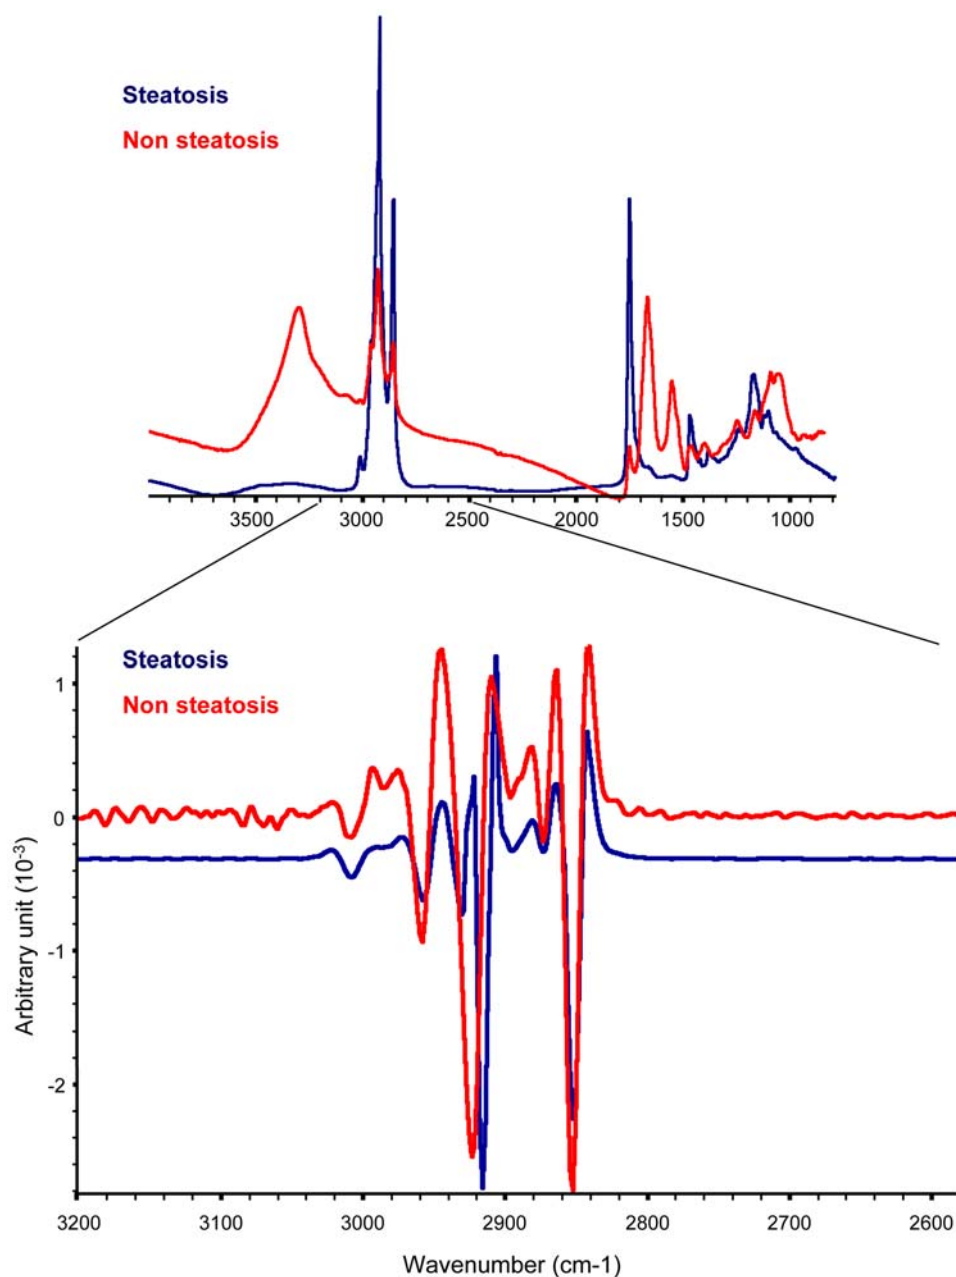 Steatosis
Non steatosis
3500 3000 2500 2000 1500 1000
Steatosis
Non steatosis
1
0
-1
-2
Arbitrary unit (10-3)
3200 3100 3000 2900 2800 2700 2600
Wavenumber (cm-1)